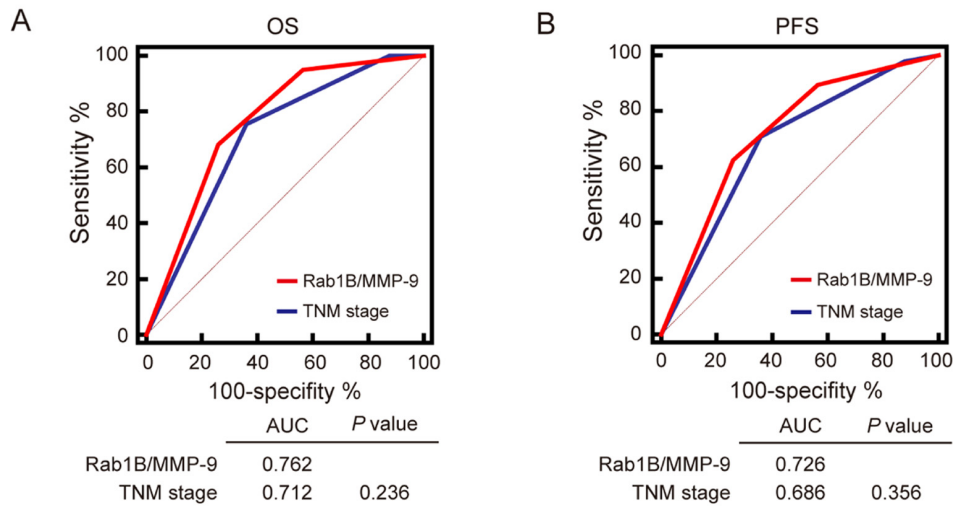 A
OS
Sensitivity %
100
80
60
40
20
0
Rab1B/MMP-9
TNM stage
0 20 40 60 80 100
100-specifity %
AUC P value
Rab1B/MMP-9 0.762
TNM stage 0.712 0.236
B
PFS
Sensitivity %
100
80
60
40
20
0
Rab1B/MMP-9
TNM stage
0 20 40 60 80 100
100-specifity %
AUC P value
Rab1B/MMP-9 0.726
TNM stage 0.686 0.356